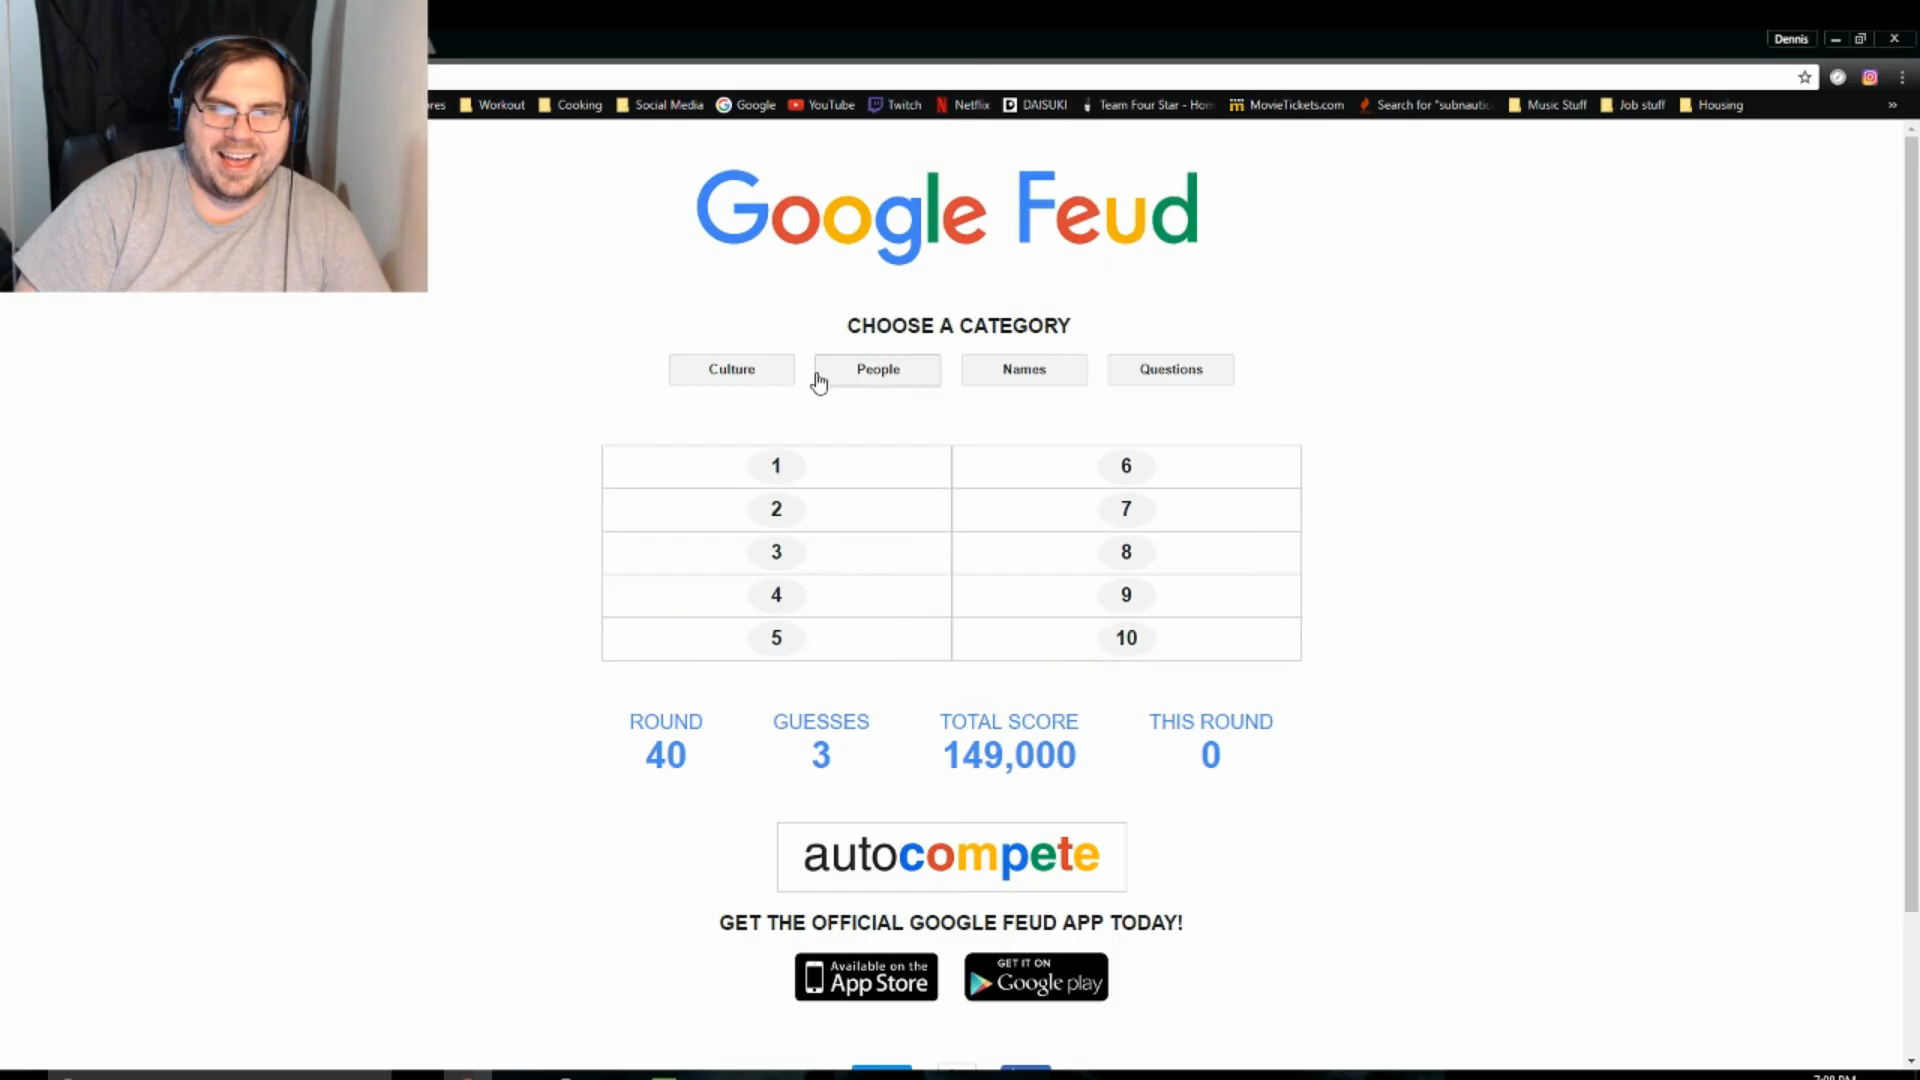 Dennis
res Workout Cooking Social Media Google YouTube Twitch Netflix DAISUKI Team Four Star - Hom MovieTickets.com Search for "subnautic Music Stuff Job stuff Housing »
Google Feud
CHOOSE A CATEGORY
Culture People Names Questions
1 6
2 7
3 8
4 9
5 10
ROUND GUESSES TOTAL SCORE THIS ROUND
40 3 149,000 0
autocompete
GET THE OFFICIAL GOOGLE FEUD APP TODAY!
Available on the App Store
GET IT ON Google play